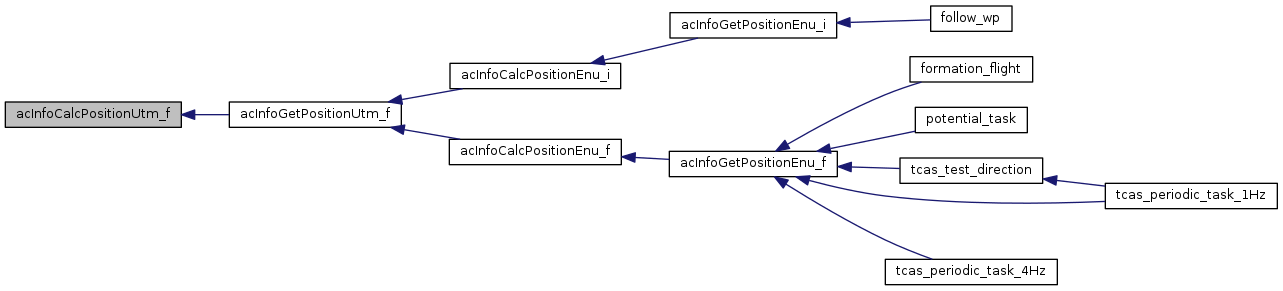 acInfoCalcPositionUtm_f
acInfoGetPositionUtm_f
acInfoCalcPositionEnu_i
acInfoGetPositionEnu_i
follow_wp
acInfoCalcPositionEnu_f
acInfoGetPositionEnu_f
formation_flight
potential_task
tcas_test_direction
tcas_periodic_task_1Hz
tcas_periodic_task_4Hz